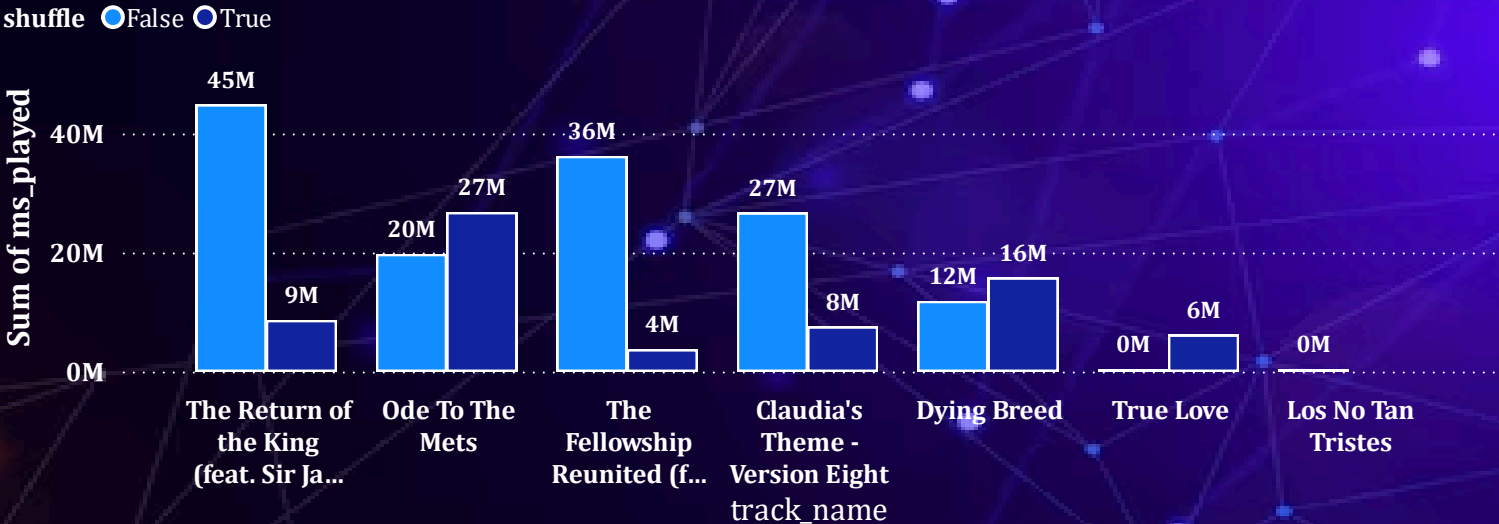 shuffle False True
Sum of ms_played
40M
20M
0M
45M
9M
20M
27M
36M
4M
27M
8M
12M
16M
0M
6M
0M
The Return of
the King
(feat. Sir Ja...
Ode To The
Mets
The
Fellowship
Reunited (f...
Claudia's
Theme -
Version Eight
Dying Breed
True Love
Los No Tan
Tristes
track_name